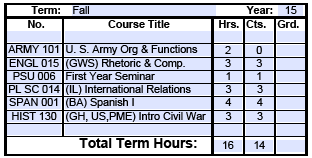 Term: Fall Year: 15
No. Course Title Hrs. Cts. Grd.
ARMY 101 U. S. Army Org & Functions 2 0
ENGL 015 (GWS) Rhetoric & Comp. 3 3
PSU 006 First Year Seminar 1 1
PL SC 014 (IL) International Relations 3 3
SPAN 001 (BA) Spanish I 4 4
HIST 130 (GH, US,PME) Intro Civil War 3 3
Total Term Hours: 16 14